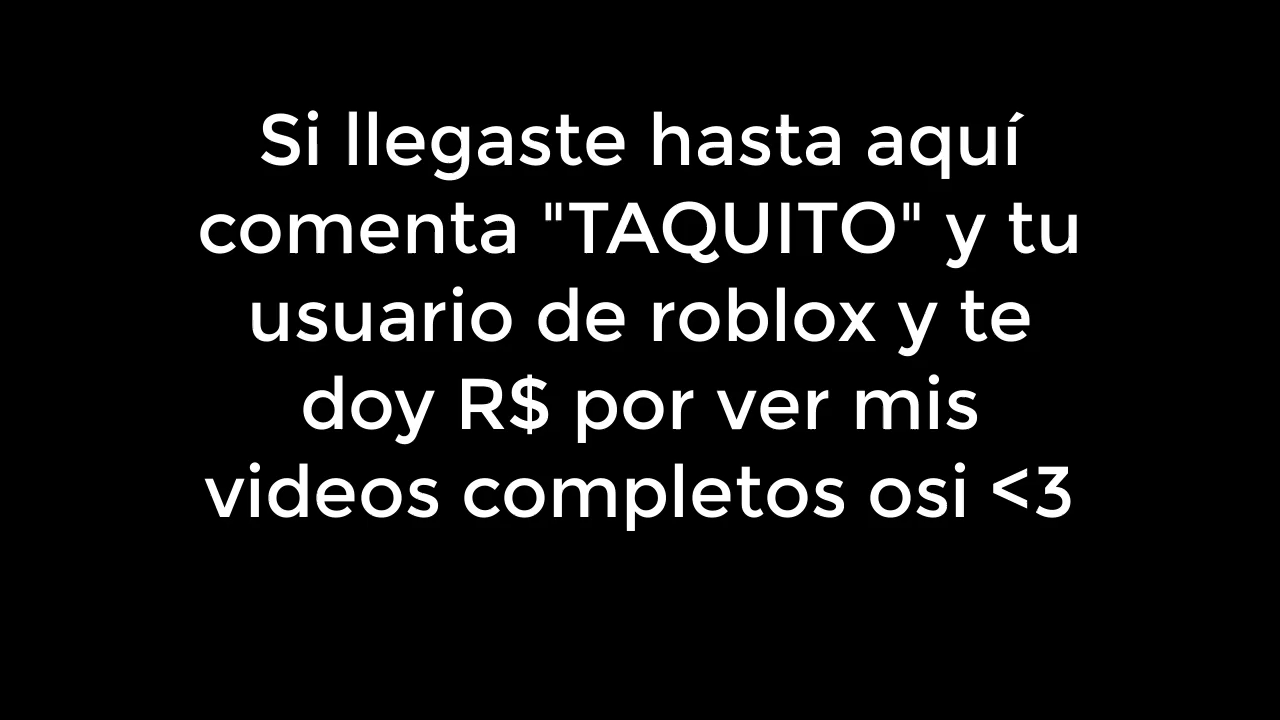 Si llegaste hasta aquí
comenta "TAQUITO" y tu
usuario de roblox y te
doy R$ por ver mis
videos completos osi <3